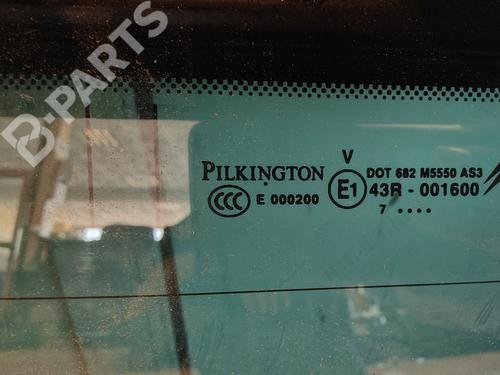 B-PARTS
V
PILKINGTON
DOT 682 M5550 AS3
CCC E 000200
E1 43R - 001600
7 ....